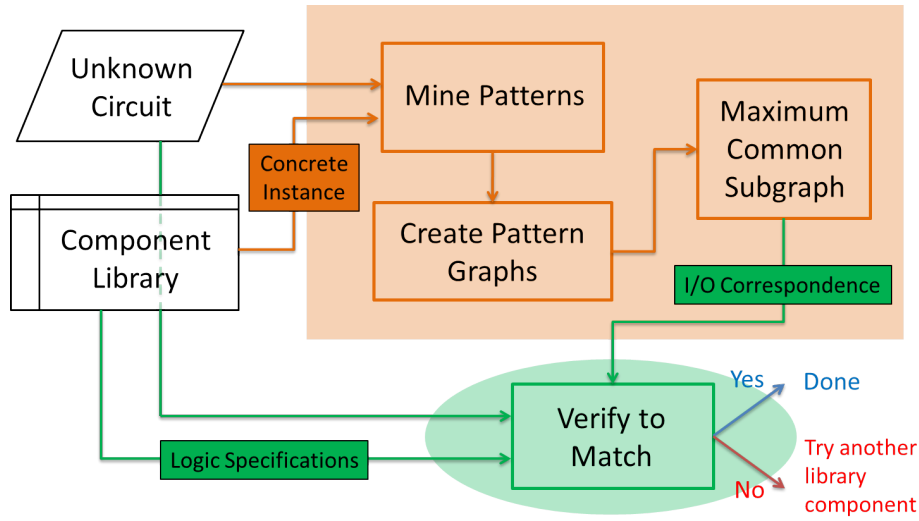 Unknown
Circuit
Mine Patterns
Maximum
Common
Subgraph
Concrete
Instance
Component
Library
Create Pattern
Graphs
I/O Correspondence
Yes
Done
Verify to
Match
Logic Specifications
No
Try another
library
component